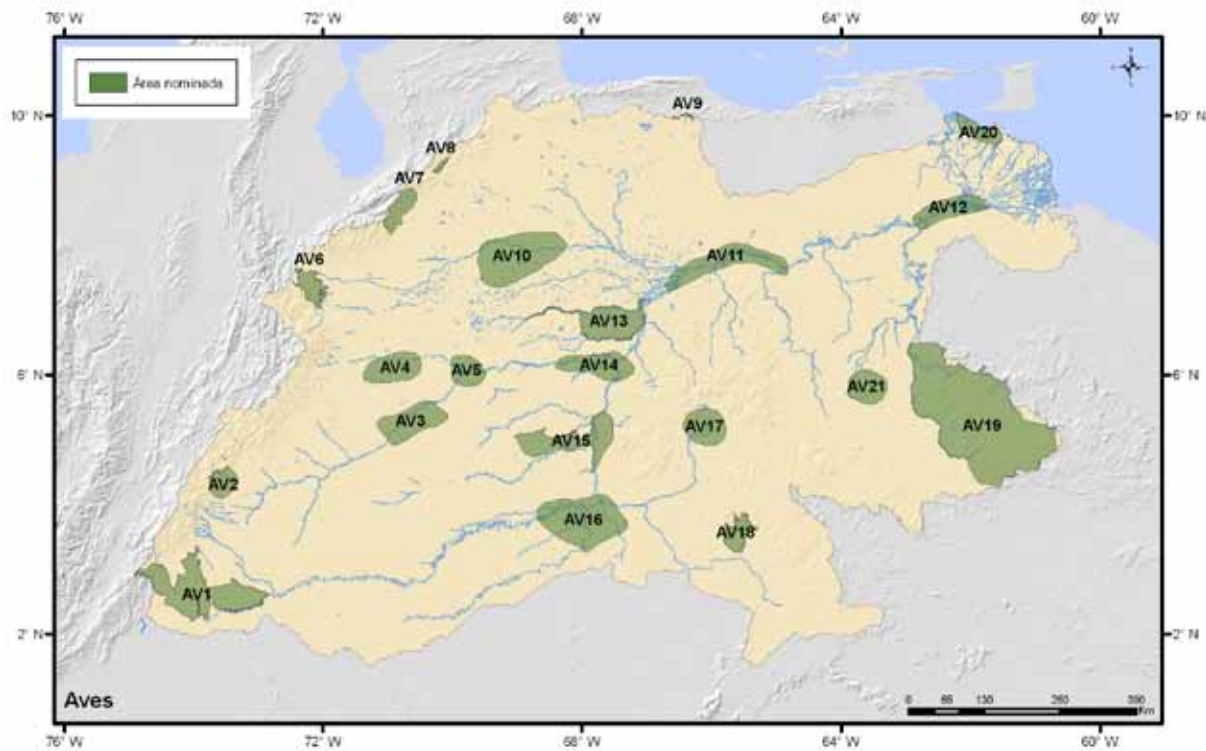 76° W 72° W 68° W 64° W 60° W
Área nominada
10° N 10° N
AV9
AV20
AV8
AV7
AV12
AV6
AV10
AV11
AV13
6° N 6° N
AV4
AV5
AV14
AV21
AV3
AV15
AV17
AV19
AV2
AV16
AV18
AV1
2° N 2° N
Aves
0 65 130 260 390
Km
76° W 72° W 68° W 64° W 60° W